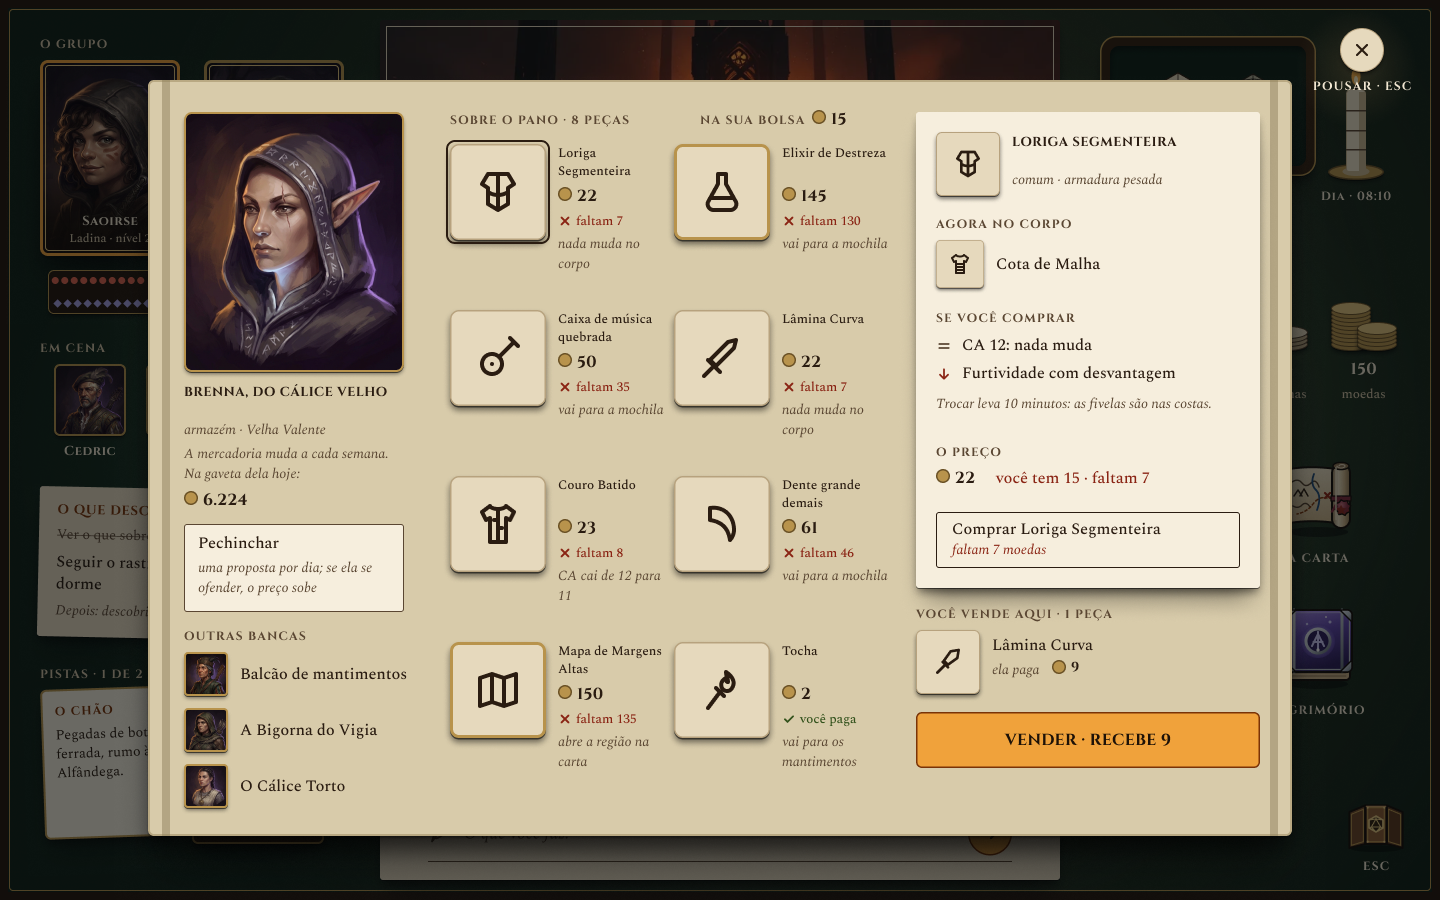 O GRUPO
SAOIRSE
Ladina · nível 2
EM CENA
CEDRIC
O QUE DESC
Ver o que sobr
Seguir o rast
dorme
Depois: descobri
PISTAS · 1 DE 2
O CHÃO
Pegadas de bot
ferrada, rumo
Alfândega.
BRENNA, DO CÁLICE VELHO
armazém · Velha Valente
A mercadoria muda a cada semana.
Na gaveta dela hoje:
6.224
Pechinchar
uma proposta por dia; se ela se
ofender, o preço sobe
OUTRAS BANCAS
Balcão de mantimentos
A Bigorna do Vigia
O Cálice Torto
SOBRE O PANO · 8 PEÇAS
NA SUA BOLSA 15
Loriga
Segmenteira
22
faltam 7
nada muda no
corpo
Elixir de Destreza
145
faltam 130
vai para a mochila
Caixa de música
quebrada
50
faltam 35
vai para a mochila
Lâmina Curva
22
faltam 7
nada muda no
corpo
Couro Batido
23
faltam 8
CA cai de 12 para
11
Dente grande
demais
61
faltam 46
vai para a mochila
Mapa de Margens
Altas
150
faltam 135
abre a região na
carta
Tocha
2
você paga
vai para os
mantimentos
LORIGA SEGMENTEIRA
comum · armadura pesada
AGORA NO CORPO
Cota de Malha
SE VOCÊ COMPRAR
= CA 12: nada muda
↓ Furtividade com desvantagem
Trocar leva 10 minutos: as fivelas são nas costas.
O PREÇO
22 você tem 15 · faltam 7
Comprar Loriga Segmenteira
faltam 7 moedas
VOCÊ VENDE AQUI · 1 PEÇA
Lâmina Curva
ela paga 9
VENDER · RECEBE 9
POUSAR · ESC
DIA · 08:10
150
nas
moedas
A CARTA
GRIMÓRIO
ESC